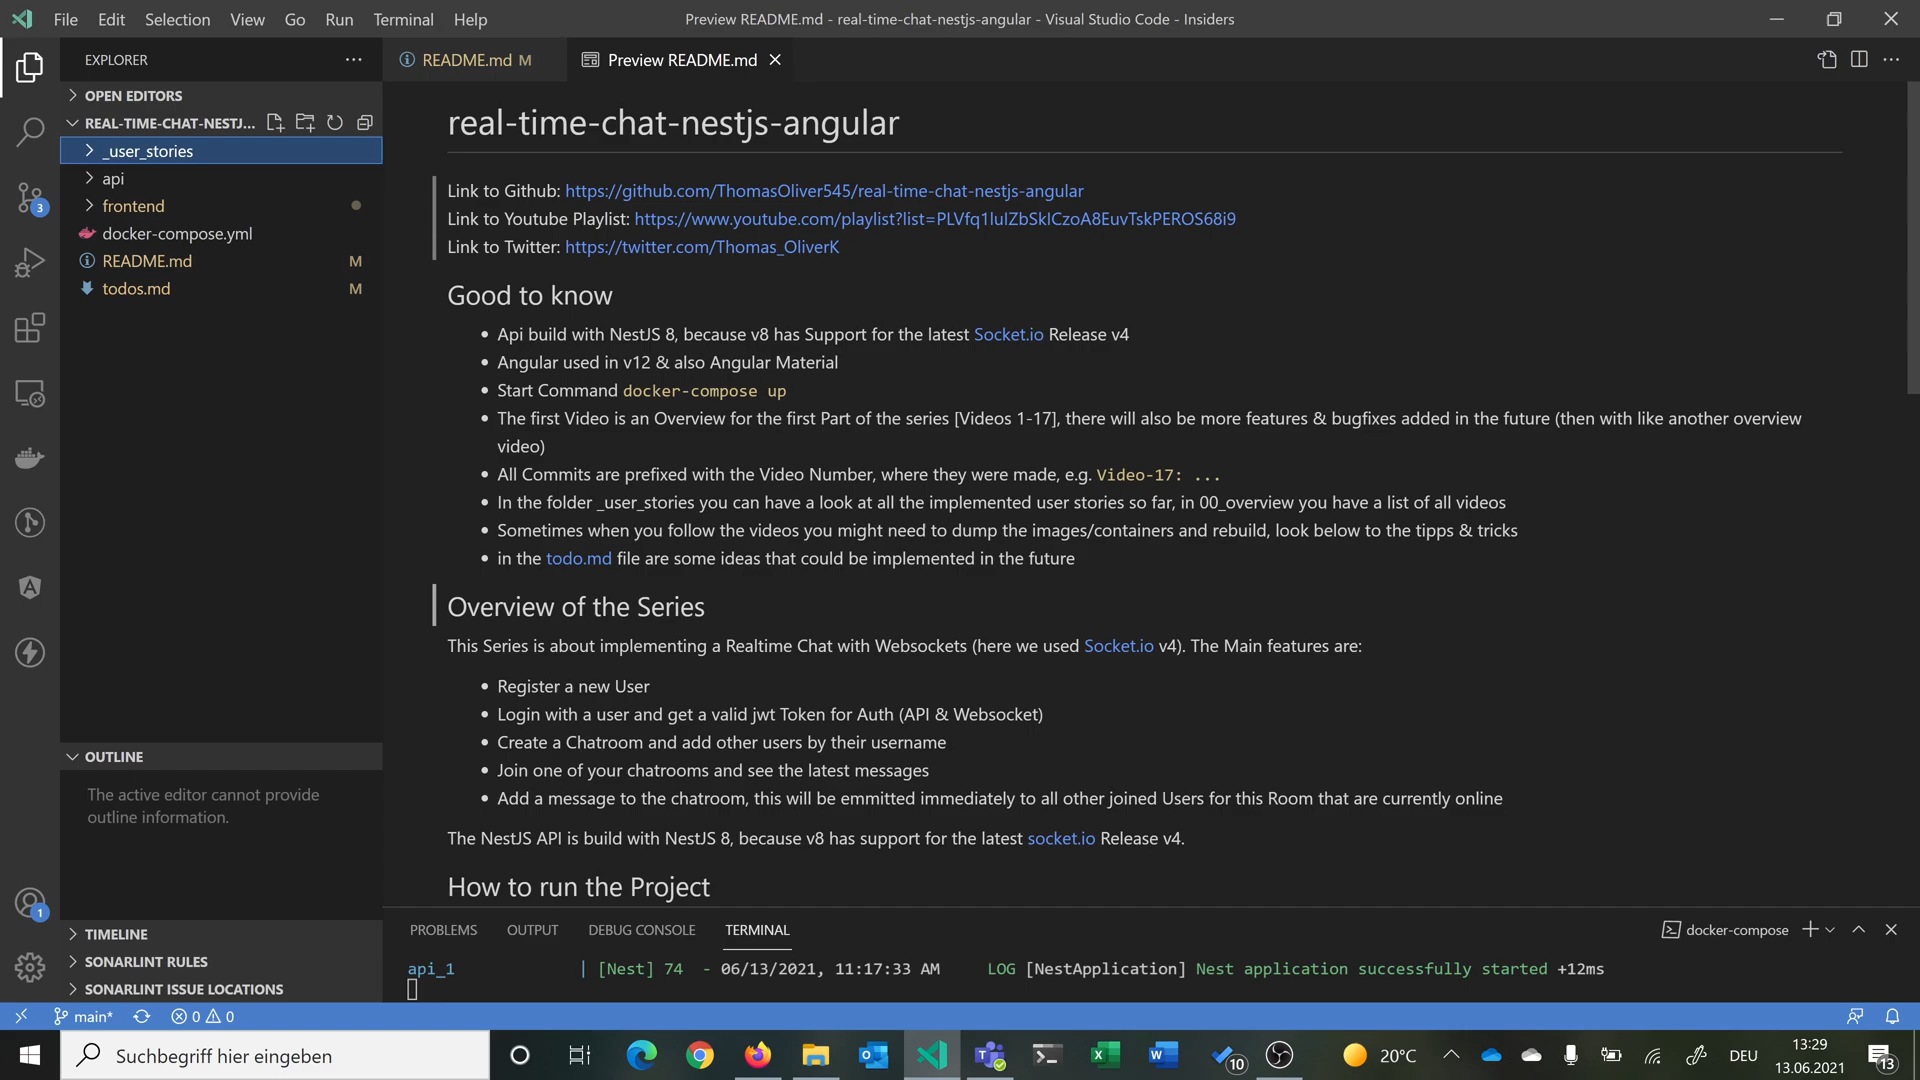 File Edit Selection View Go Run Terminal Help
Preview README.md - real-time-chat-nestjs-angular - Visual Studio Code - Insiders
EXPLORER
README.md M
Preview README.md
OPEN EDITORS
REAL-TIME-CHAT-NESTJ...
_user_stories
api
frontend
docker-compose.yml
README.md M
todos.md M
real-time-chat-nestjs-angular
Link to Github: https://github.com/ThomasOliver545/real-time-chat-nestjs-angular
Link to Youtube Playlist: https://www.youtube.com/playlist?list=PLVfq1luIZbSkICzoA8EuvTskPEROS68i9
Link to Twitter: https://twitter.com/Thomas_OliverK
Good to know
• Api build with NestJS 8, because v8 has Support for the latest Socket.io Release v4
• Angular used in v12 & also Angular Material
• Start Command docker-compose up
• The first Video is an Overview for the first Part of the series [Videos 1-17], there will also be more features & bugfixes added in the future (then with like another overview
video)
• All Commits are prefixed with the Video Number, where they were made, e.g. Video-17: ...
• In the folder _user_stories you can have a look at all the implemented user stories so far, in 00_overview you have a list of all videos
• Sometimes when you follow the videos you might need to dump the images/containers and rebuild, look below to the tipps & tricks
• in the todo.md file are some ideas that could be implemented in the future
Overview of the Series
This Series is about implementing a Realtime Chat with Websockets (here we used Socket.io v4). The Main features are:
• Register a new User
• Login with a user and get a valid jwt Token for Auth (API & Websocket)
• Create a Chatroom and add other users by their username
• Join one of your chatrooms and see the latest messages
• Add a message to the chatroom, this will be emmitted immediately to all other joined Users for this Room that are currently online
The NestJS API is build with NestJS 8, because v8 has support for the latest socket.io Release v4.
How to run the Project
3
OUTLINE
The active editor cannot provide
outline information.
1
TIMELINE
SONARLINT RULES
SONARLINT ISSUE LOCATIONS
PROBLEMS OUTPUT DEBUG CONSOLE TERMINAL
docker-compose
api_1 | [Nest] 74 - 06/13/2021, 11:17:33 AM LOG [NestApplication] Nest application successfully started +12ms
main* 0 0
Suchbegriff hier eingeben
10
20°C
DEU
13:29
13.06.2021
13